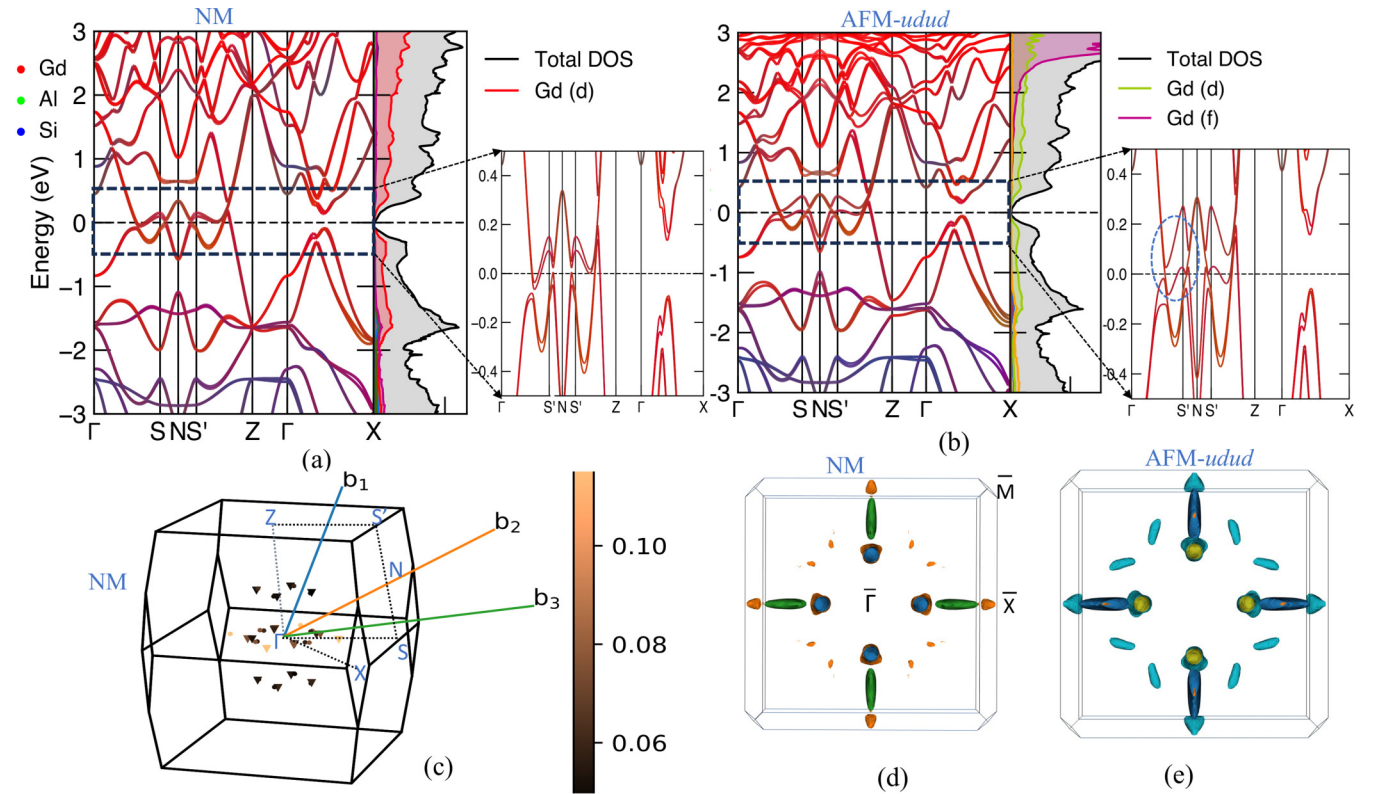 NM
AFM-udud
Gd
Al
Si
Energy (eV)
3
2
1
0
−1
−2
−3
Γ S N S' Z Γ X
Total DOS
Gd (d)
0.4
0.2
0.0
-0.2
0.4
Γ S' N S' Z Γ X
(a)
3
2
1
0
-1
-2
-3
Γ S N S' Z Γ X
Total DOS
Gd (d)
Gd (f)
0.4
0.2
0.0
-0.2
0.4
Γ S' N S' Z Γ X
(b)
NM
b1
b2
b3
Z
S'
N
Γ
S
X
(c)
0.10
0.08
0.06
NM
M̅
Γ̅
X̅
(d)
AFM-udud
(e)